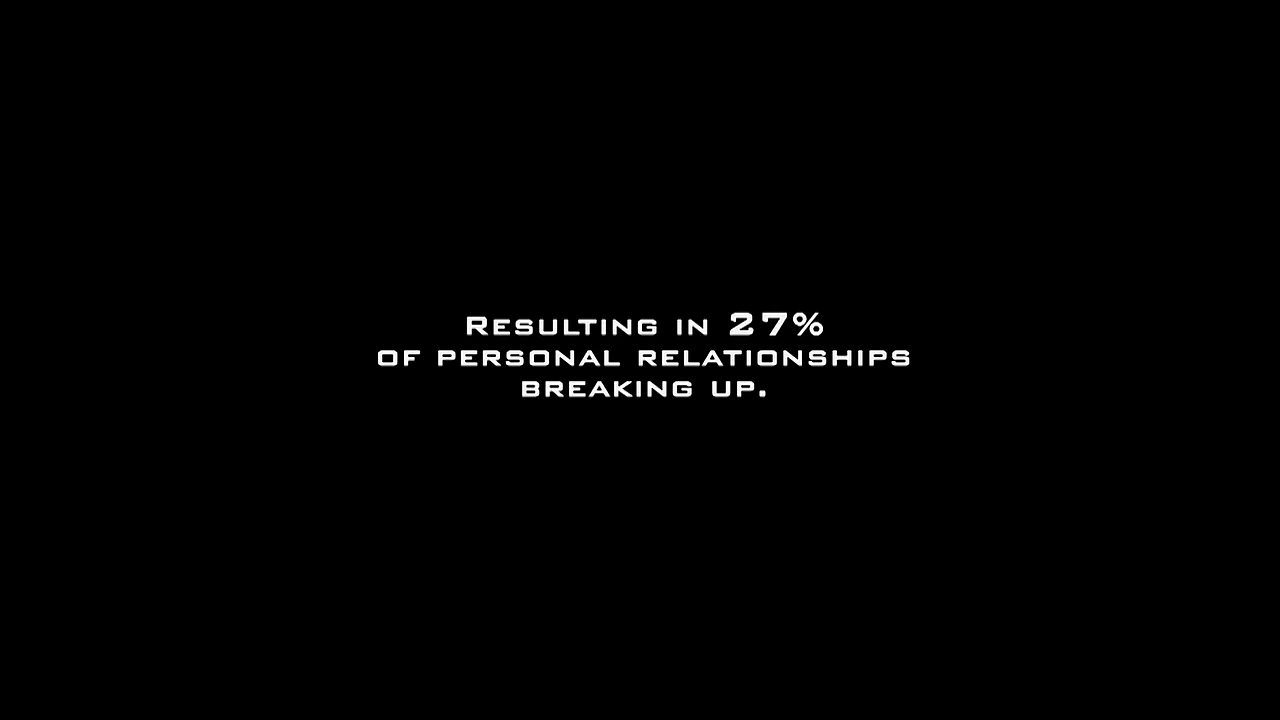 Resulting in 27%
of personal relationships
breaking up.